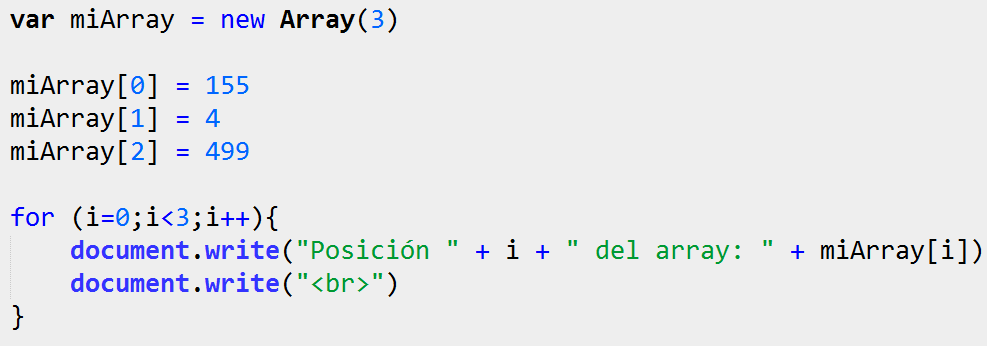 var miArray = new Array(3)
miArray[0] = 155
miArray[1] = 4
miArray[2] = 499
for (i=0;i<3;i++){
document.write("Posición " + i + " del array: " + miArray[i])
document.write("<br>")
}